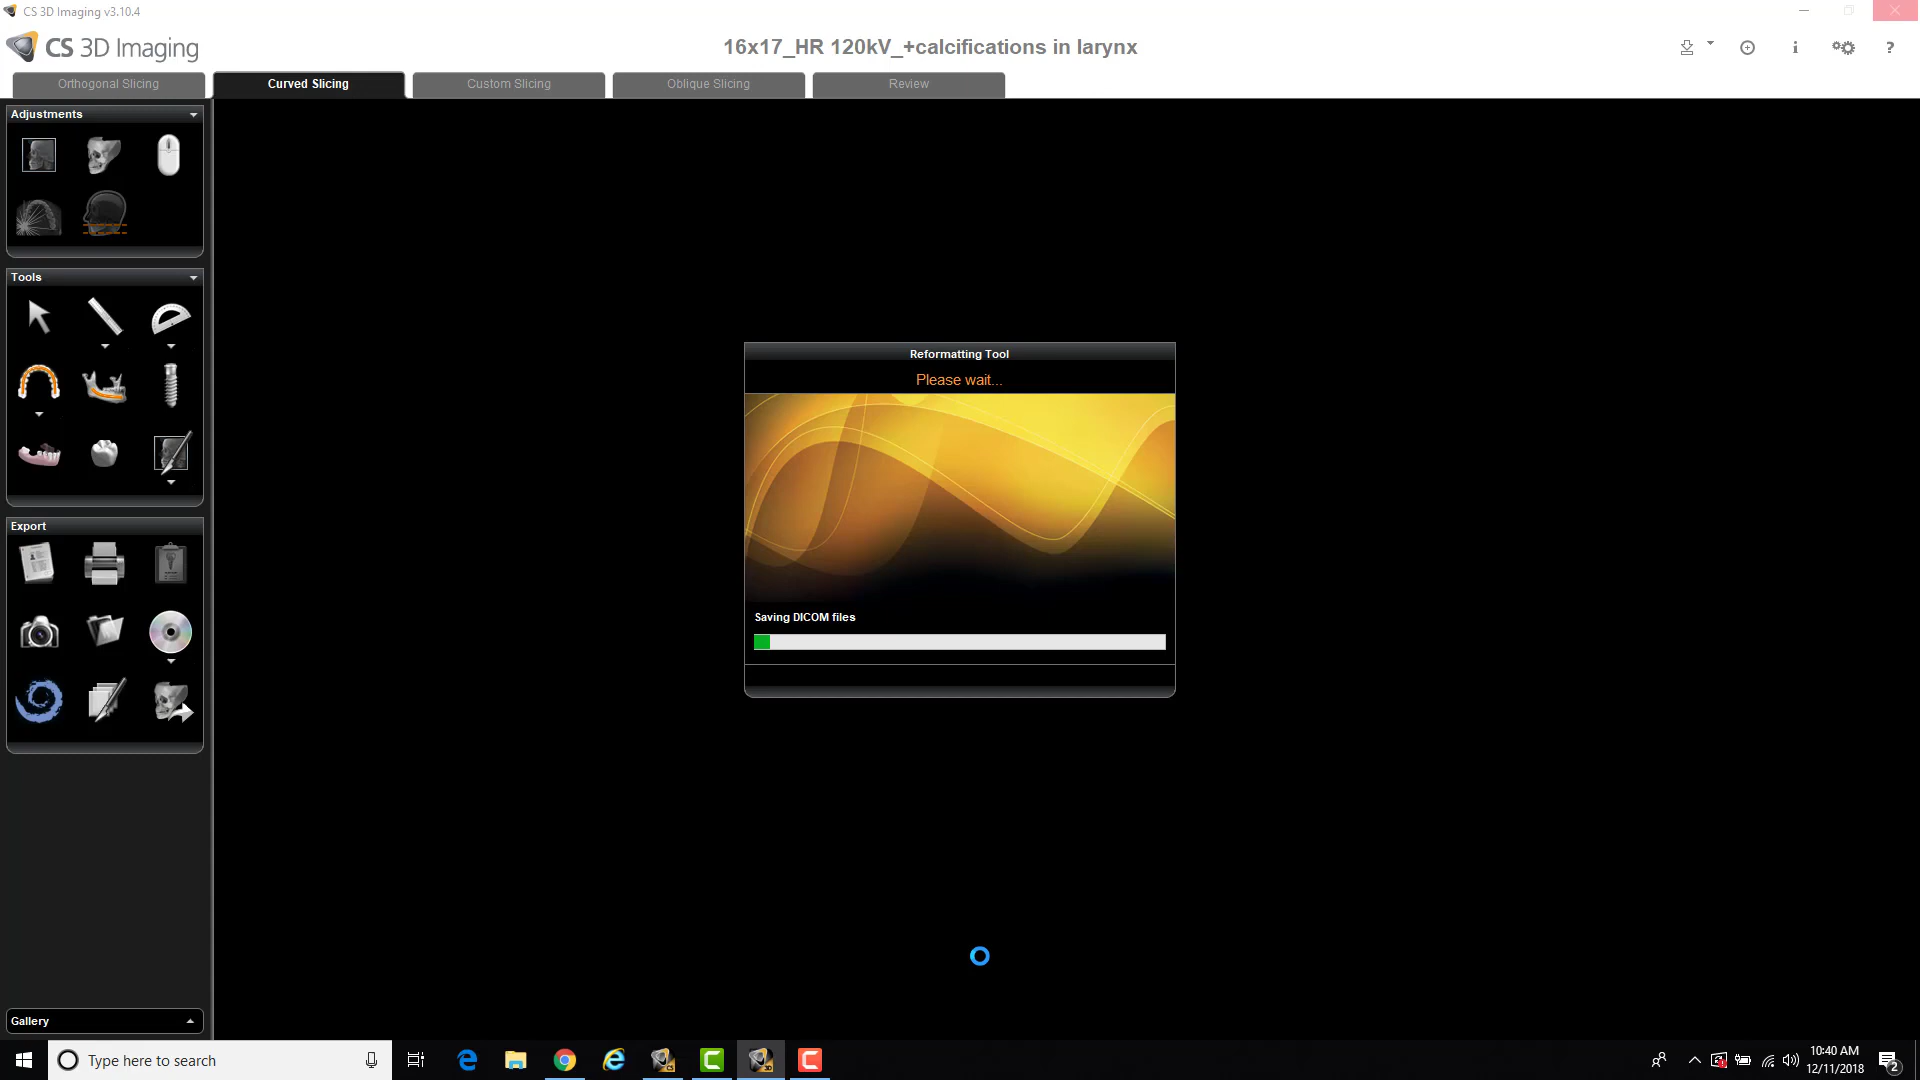 CS 3D Imaging v3.10.4
CS 3D Imaging
16x17_HR 120kV_+calcifications in larynx
i
?
Orthogonal Slicing
Curved Slicing
Custom Slicing
Oblique Slicing
Review
Adjustments
Tools
Reformatting Tool
Please wait...
Saving DICOM files
Export
Gallery
Type here to search
10:40 AM
12/11/2018
2